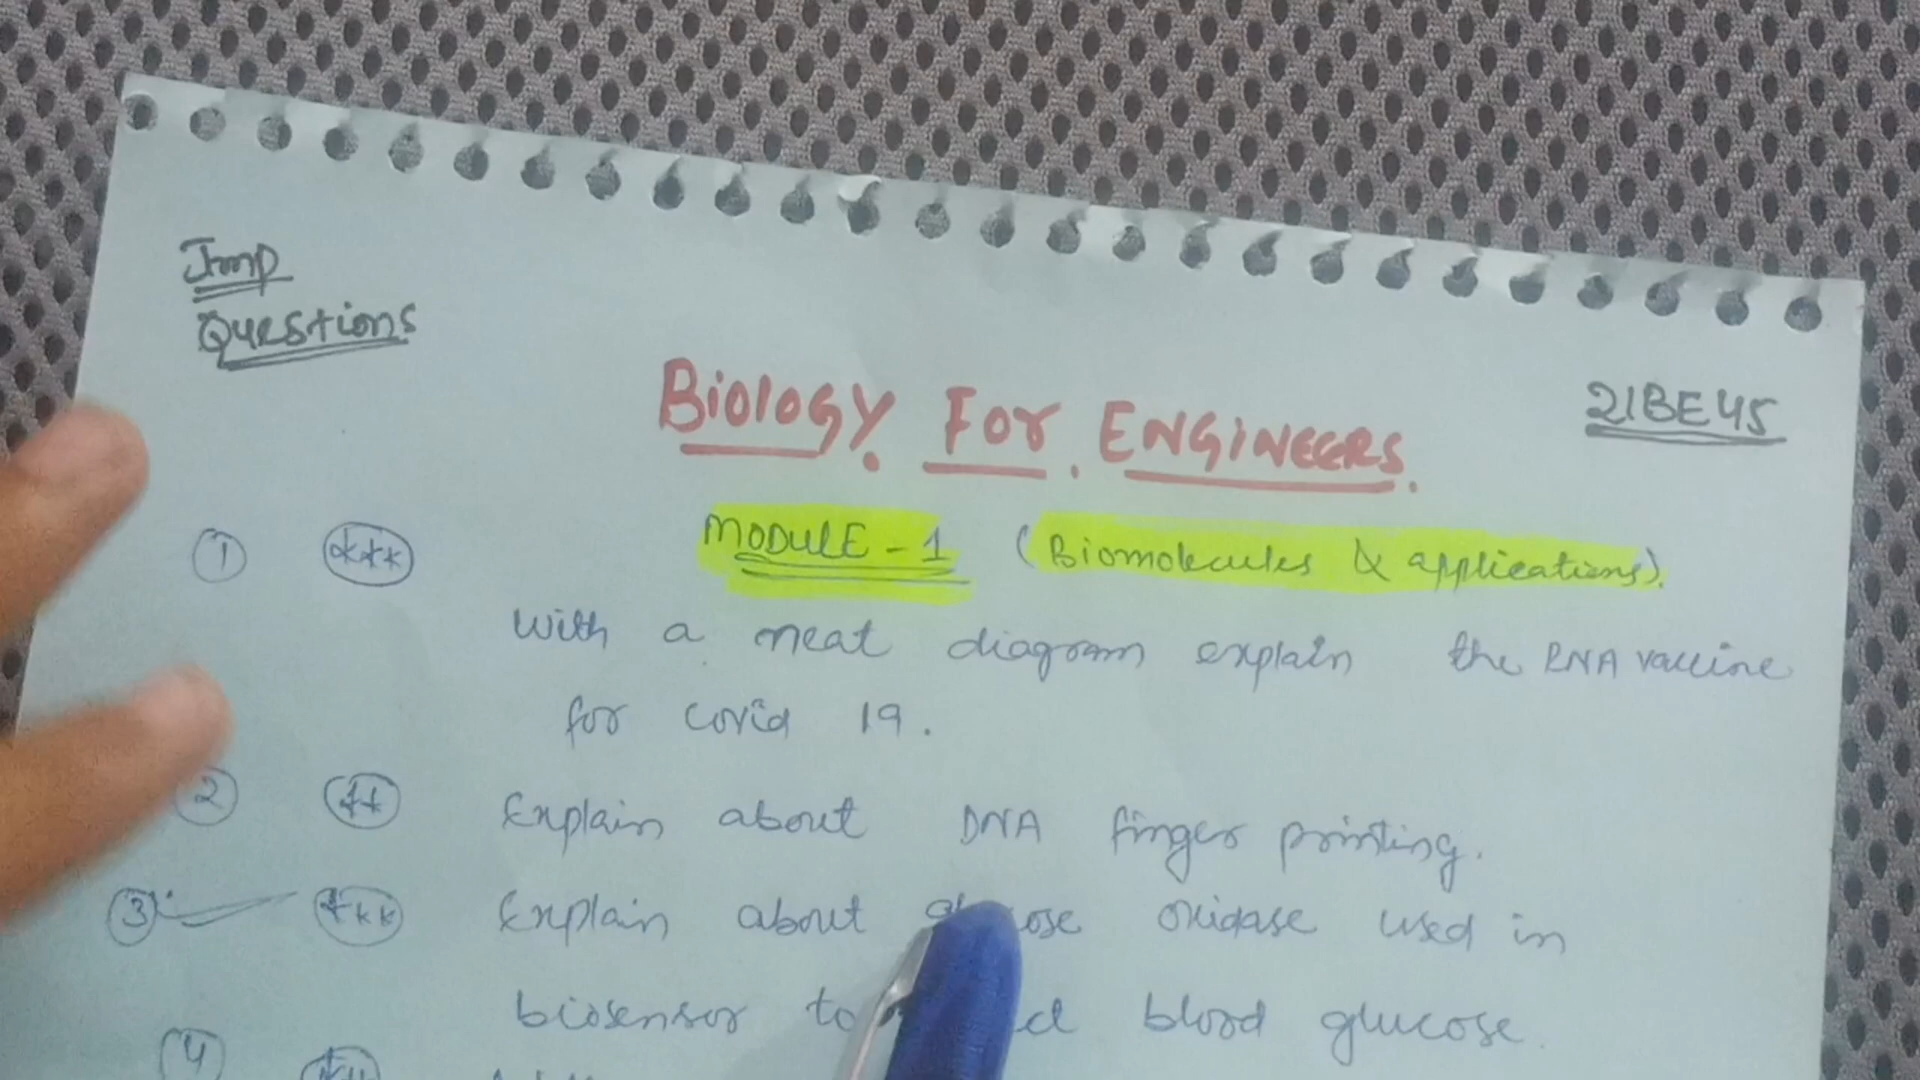 Imp
Questions
Biology For ENGINEERS.
21BE45
MODULE - 1 (Biomolecules & applications).
1 *** With a neat diagram explain the RNA vaccine
for covid 19.
2 ** Explain about DNA finger printing.
3 *** Explain about oxidase used in
biosensor to blood glucose.
4